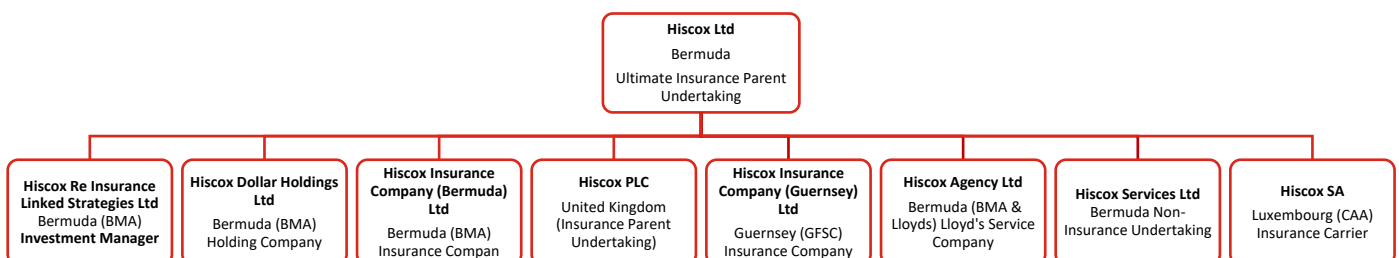 Hiscox Ltd
Bermuda
Ultimate Insurance Parent
Undertaking
Hiscox Re Insurance
Linked Strategies Ltd
Bermuda (BMA)
Investment Manager
Hiscox Dollar Holdings
Ltd
Bermuda (BMA)
Holding Company
Hiscox Insurance
Company (Bermuda)
Ltd
Bermuda (BMA)
Insurance Compan
Hiscox PLC
United Kingdom
(Insurance Parent
Undertaking)
Hiscox Insurance
Company (Guernsey)
Ltd
Guernsey (GFSC)
Insurance Company
Hiscox Agency Ltd
Bermuda (BMA &
Lloyds) Lloyd's Service
Company
Hiscox Services Ltd
Bermuda Non-
Insurance Undertaking
Hiscox SA
Luxembourg (CAA)
Insurance Carrier